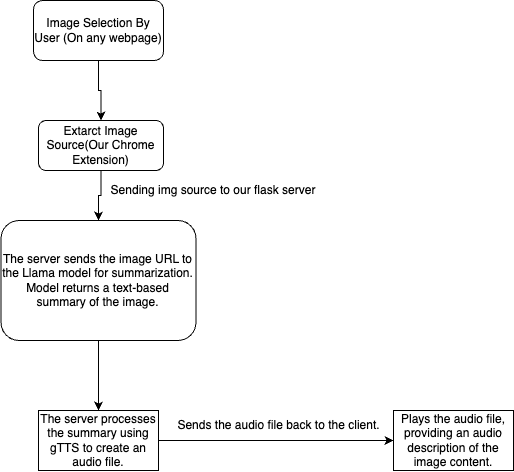 Image Selection By
User (On any webpage)
Extarct Image
Source(Our Chrome
Extension)
Sending img source to our flask server
The server sends the image URL to
the Llama model for summarization.
Model returns a text-based
summary of the image.
The server processes
the summary using
gTTS to create an
audio file.
Sends the audio file back to the client.
Plays the audio file,
providing an audio
description of the
image content.